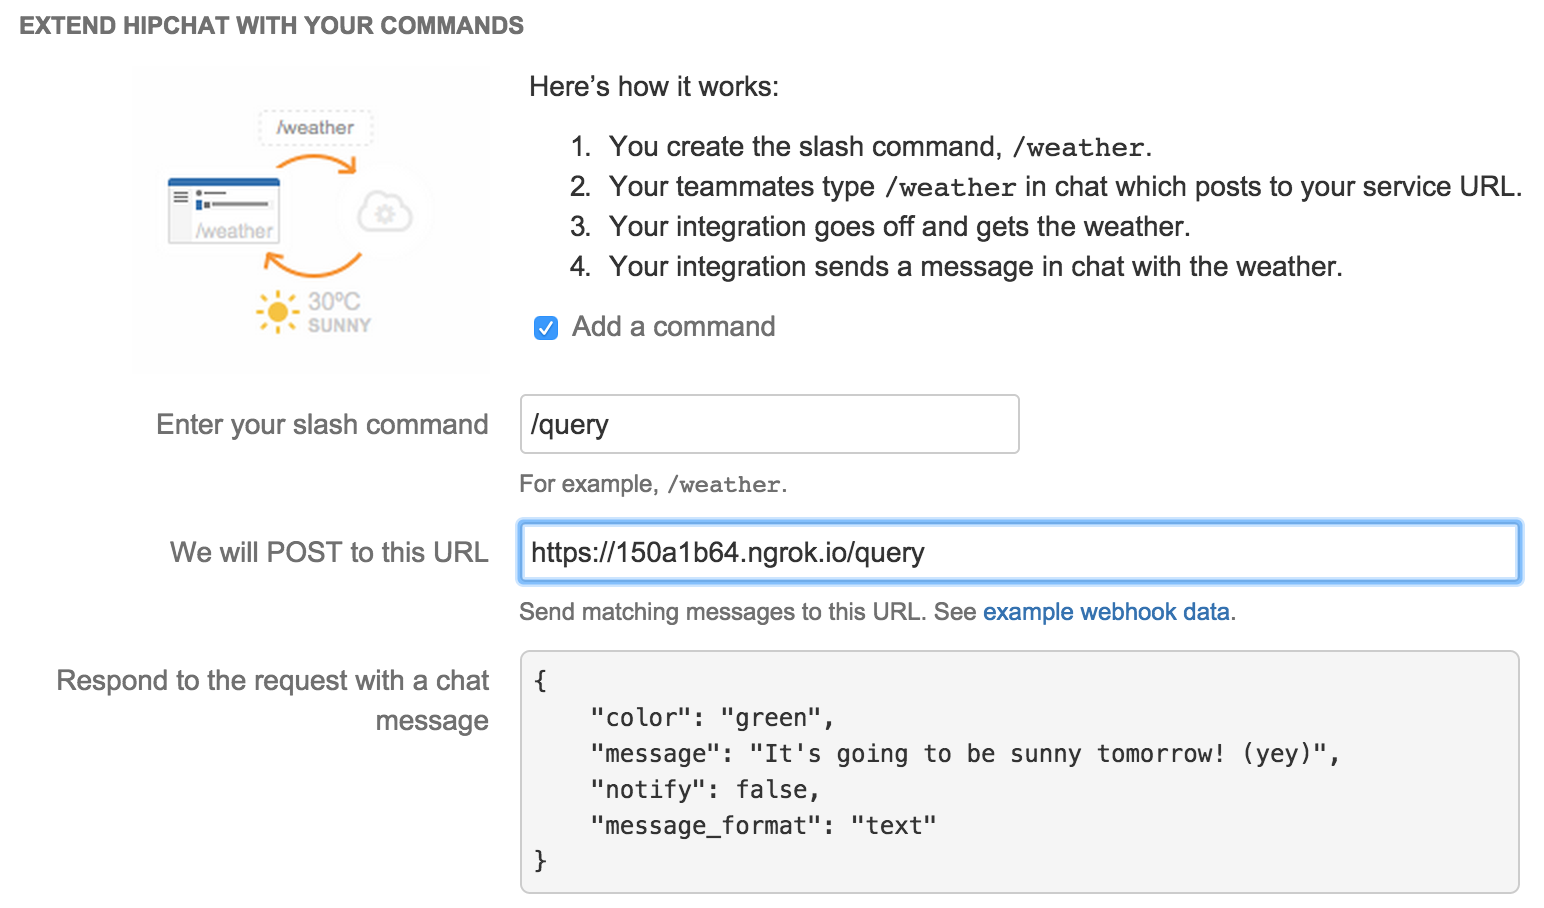 EXTEND HIPCHAT WITH YOUR COMMANDS
/weather
/weather
30ºC
SUNNY
Here’s how it works:
1. You create the slash command, /weather.
2. Your teammates type /weather in chat which posts to your service URL.
3. Your integration goes off and gets the weather.
4. Your integration sends a message in chat with the weather.
Add a command
Enter your slash command
/query
For example, /weather.
We will POST to this URL
https://150a1b64.ngrok.io/query
Send matching messages to this URL. See example webhook data.
Respond to the request with a chat
message
{
    "color": "green",
    "message": "It's going to be sunny tomorrow! (yey)",
    "notify": false,
    "message_format": "text"
}